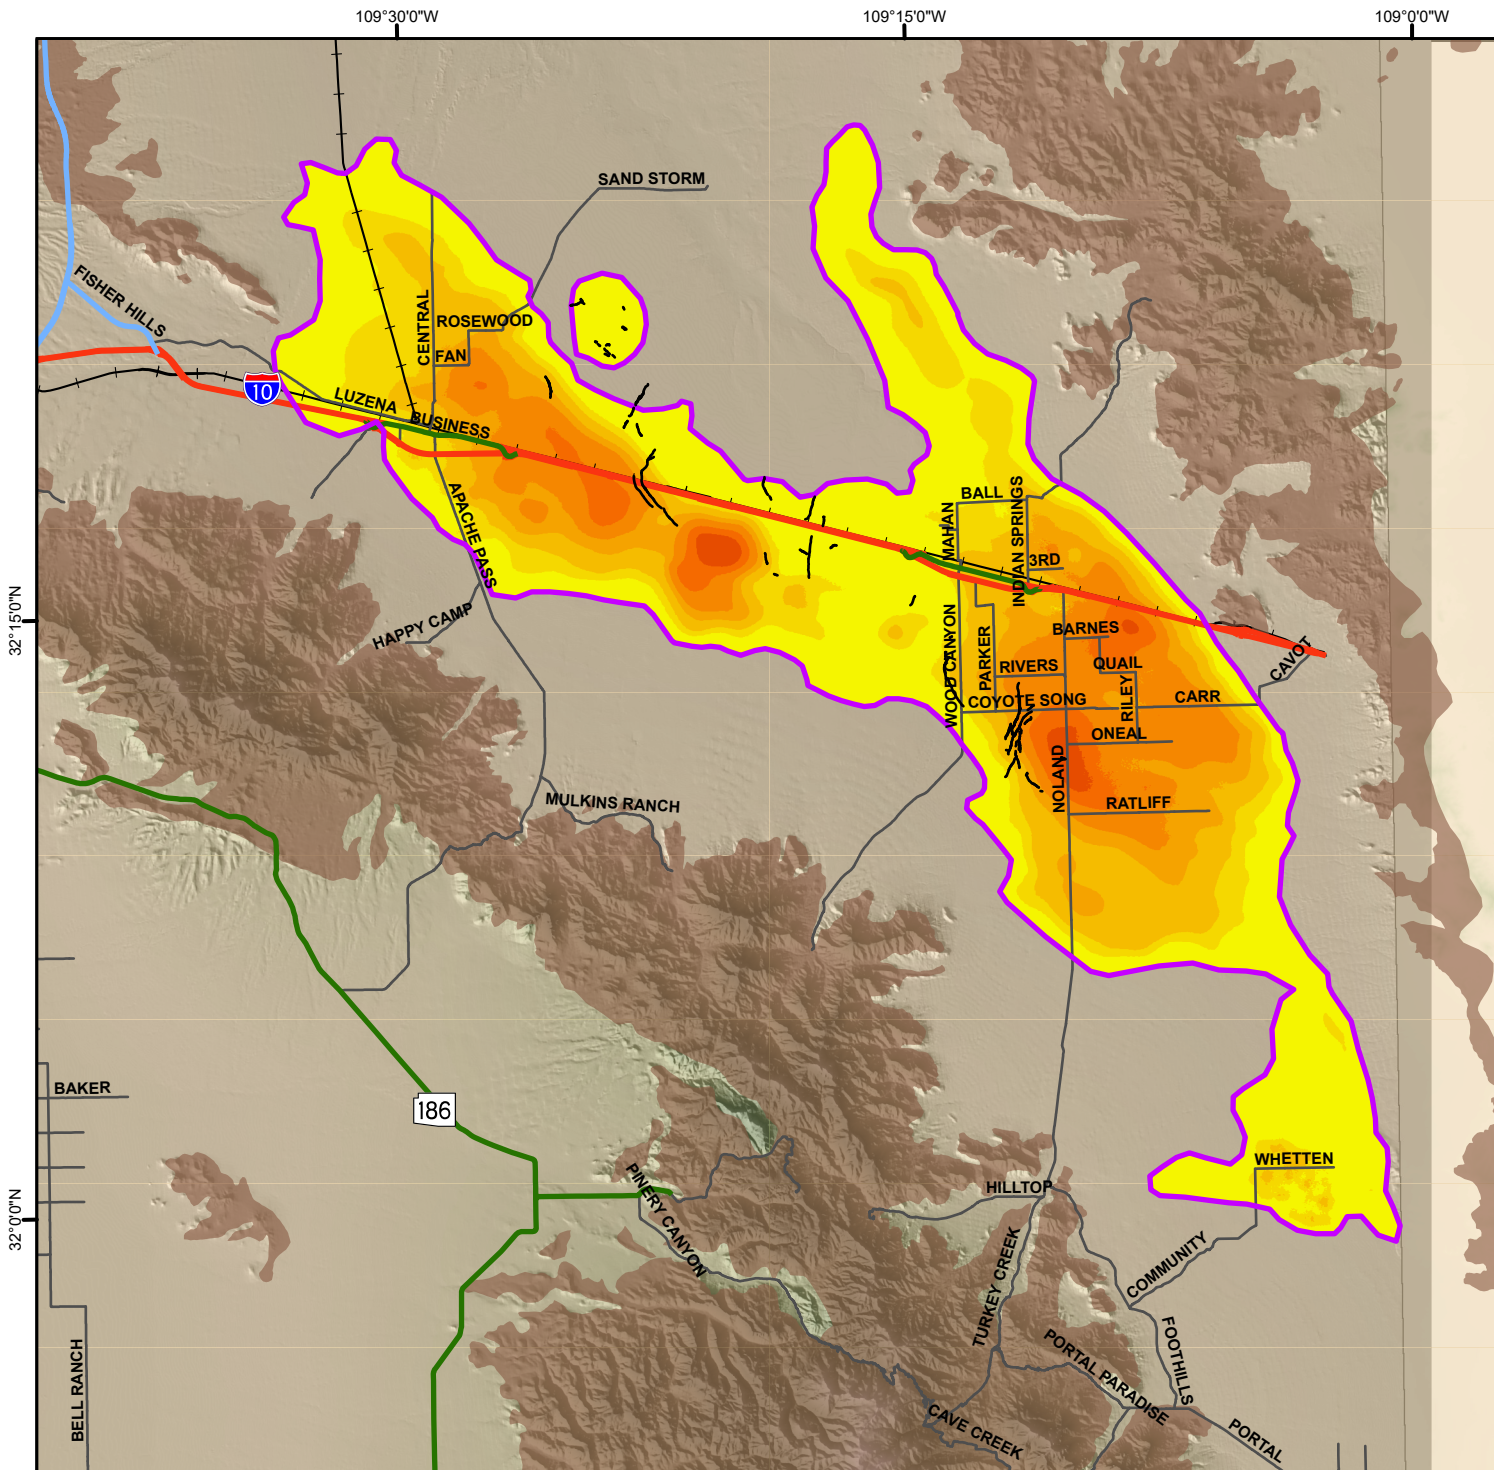 109°30'0"W
109°15'0"W
109°0'0"W
SAND STORM
FISHER HILLS
CENTRAL
ROSEWOOD
FAN
10
LUZENA
BUSINESS
APACHE PASS
BALL
MAHAN
INDIAN SPRINGS
3RD
32°15'0"N
HAPPY CAMP
WOOD CANYON
PARKER
BARNES
RIVERS
QUAIL
CAVOT
COYOTE SONG
RILEY
CARR
ONEAL
NOLAND
MULKINS RANCH
RATLIFF
BAKER
186
WHETTEN
PINERY CANYON
HILLTOP
32°0'0"N
TURKEY CREEK
COMMUNITY
BELL RANCH
PORTAL PARADISE
FOOTHILLS
CAVE CREEK
PORTAL